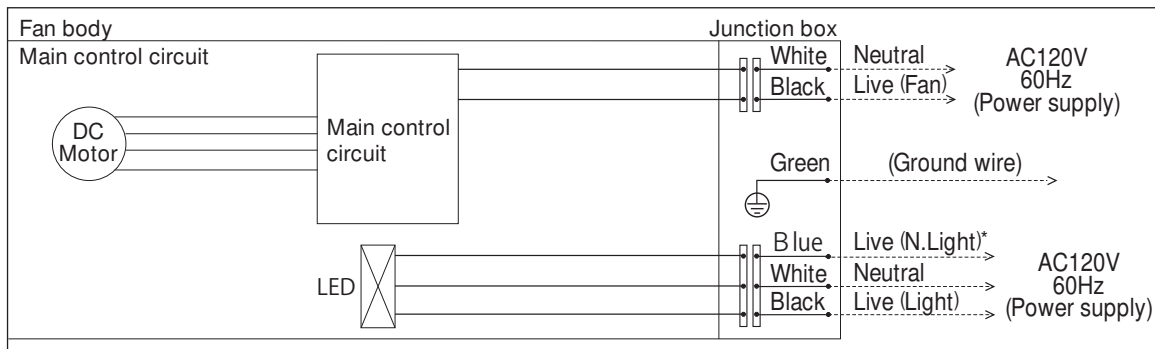 Fan body
Junction box
Main control circuit
White
Neutral
AC120V
60Hz
(Power supply)
Black
Live (Fan)
DC
Motor
Main control
circuit
Green
(Ground wire)
Blue
Live (N.Light)*
AC120V
60Hz
(Power supply)
LED
White
Neutral
Black
Live (Light)